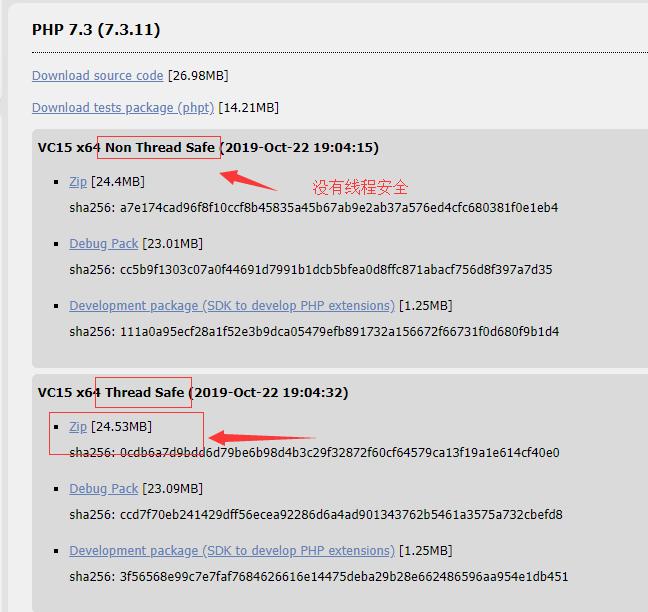 PHP 7.3 (7.3.11)
Download source code [26.98MB]
Download tests package (phpt) [14.21MB]
VC15 x64 Non Thread Safe (2019-Oct-22 19:04:15)
Zip [24.4MB]
没有线程安全
sha256: a7e174cad96f8f10ccf8b45835a45b67ab9e2ab37a576ed4cfc680381f0e1eb4
Debug Pack [23.01MB]
sha256: cc5b9f1303c07a0f44691d7991b1dcb5bfea0d8ffc871abacf756d8f397a7d35
Development package (SDK to develop PHP extensions) [1.25MB]
sha256: 111a0a95ecf28a1f52e3b9dca05479efb891732a156672f66731f0d680f9b1d4
VC15 x64 Thread Safe (2019-Oct-22 19:04:32)
Zip [24.53MB]
sha256: 0cdb6a7d9bdd6d79be6b98d4b3c29f32872f60cf64579ca13f19a1e614cf40e0
Debug Pack [23.09MB]
sha256: ccd7f70eb241429dff56ecea92286d6a4ad901343762b5461a3575a732cbefd8
Development package (SDK to develop PHP extensions) [1.25MB]
sha256: 3f56568e99c7e7faf7684626616e14475deba29b28e662486596aa954e1db451